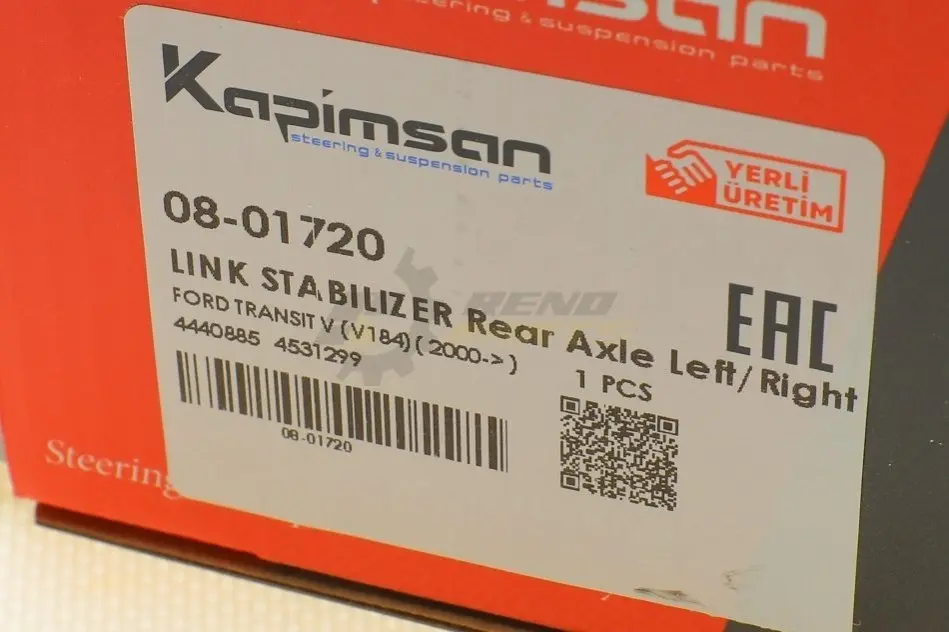 steering & suspension parts
Kapimsan
steering & suspension parts
YERLİ
ÜRETİM
08-01720
LINK STABILIZER Rear Axle Left/Right
FORD TRANSIT V (V184) ( 2000-> )
4440885 4531299
1 PCS
EAC
08-01720
REND
Steering